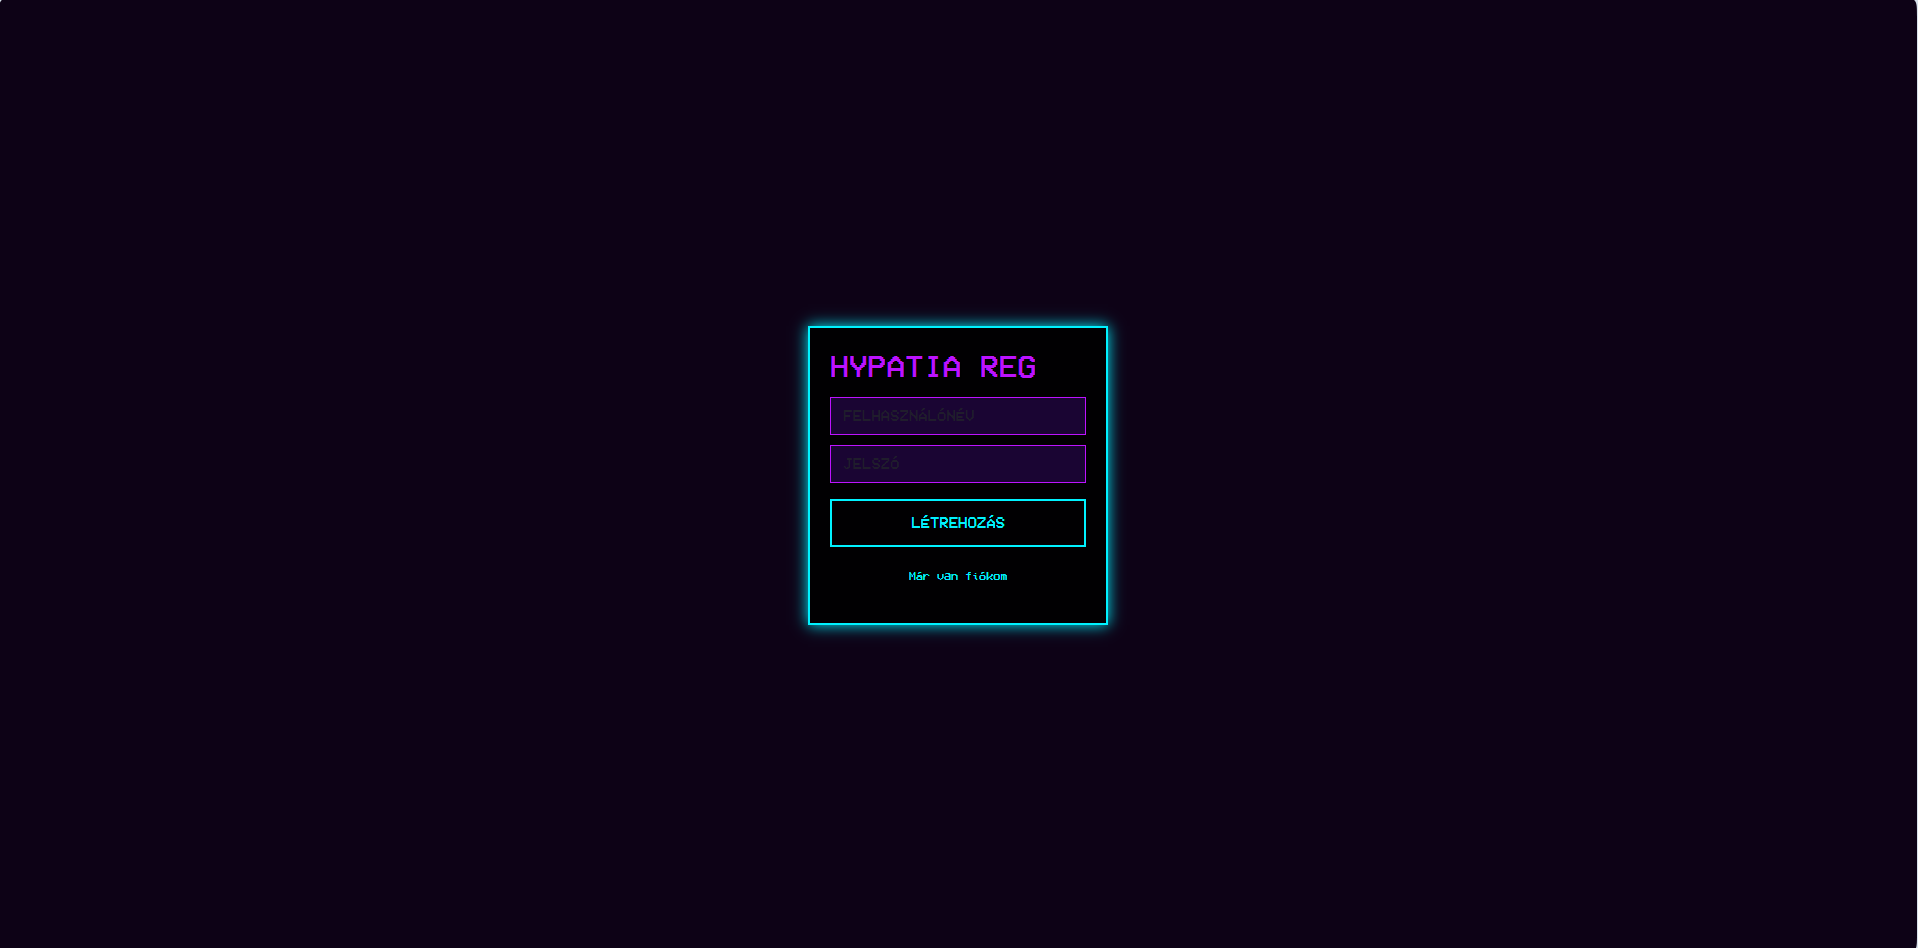 HYPATIA REG
FELHASZNÁLÓNÉV
JELSZÓ
LÉTREHOZÁS
Már van fiókom